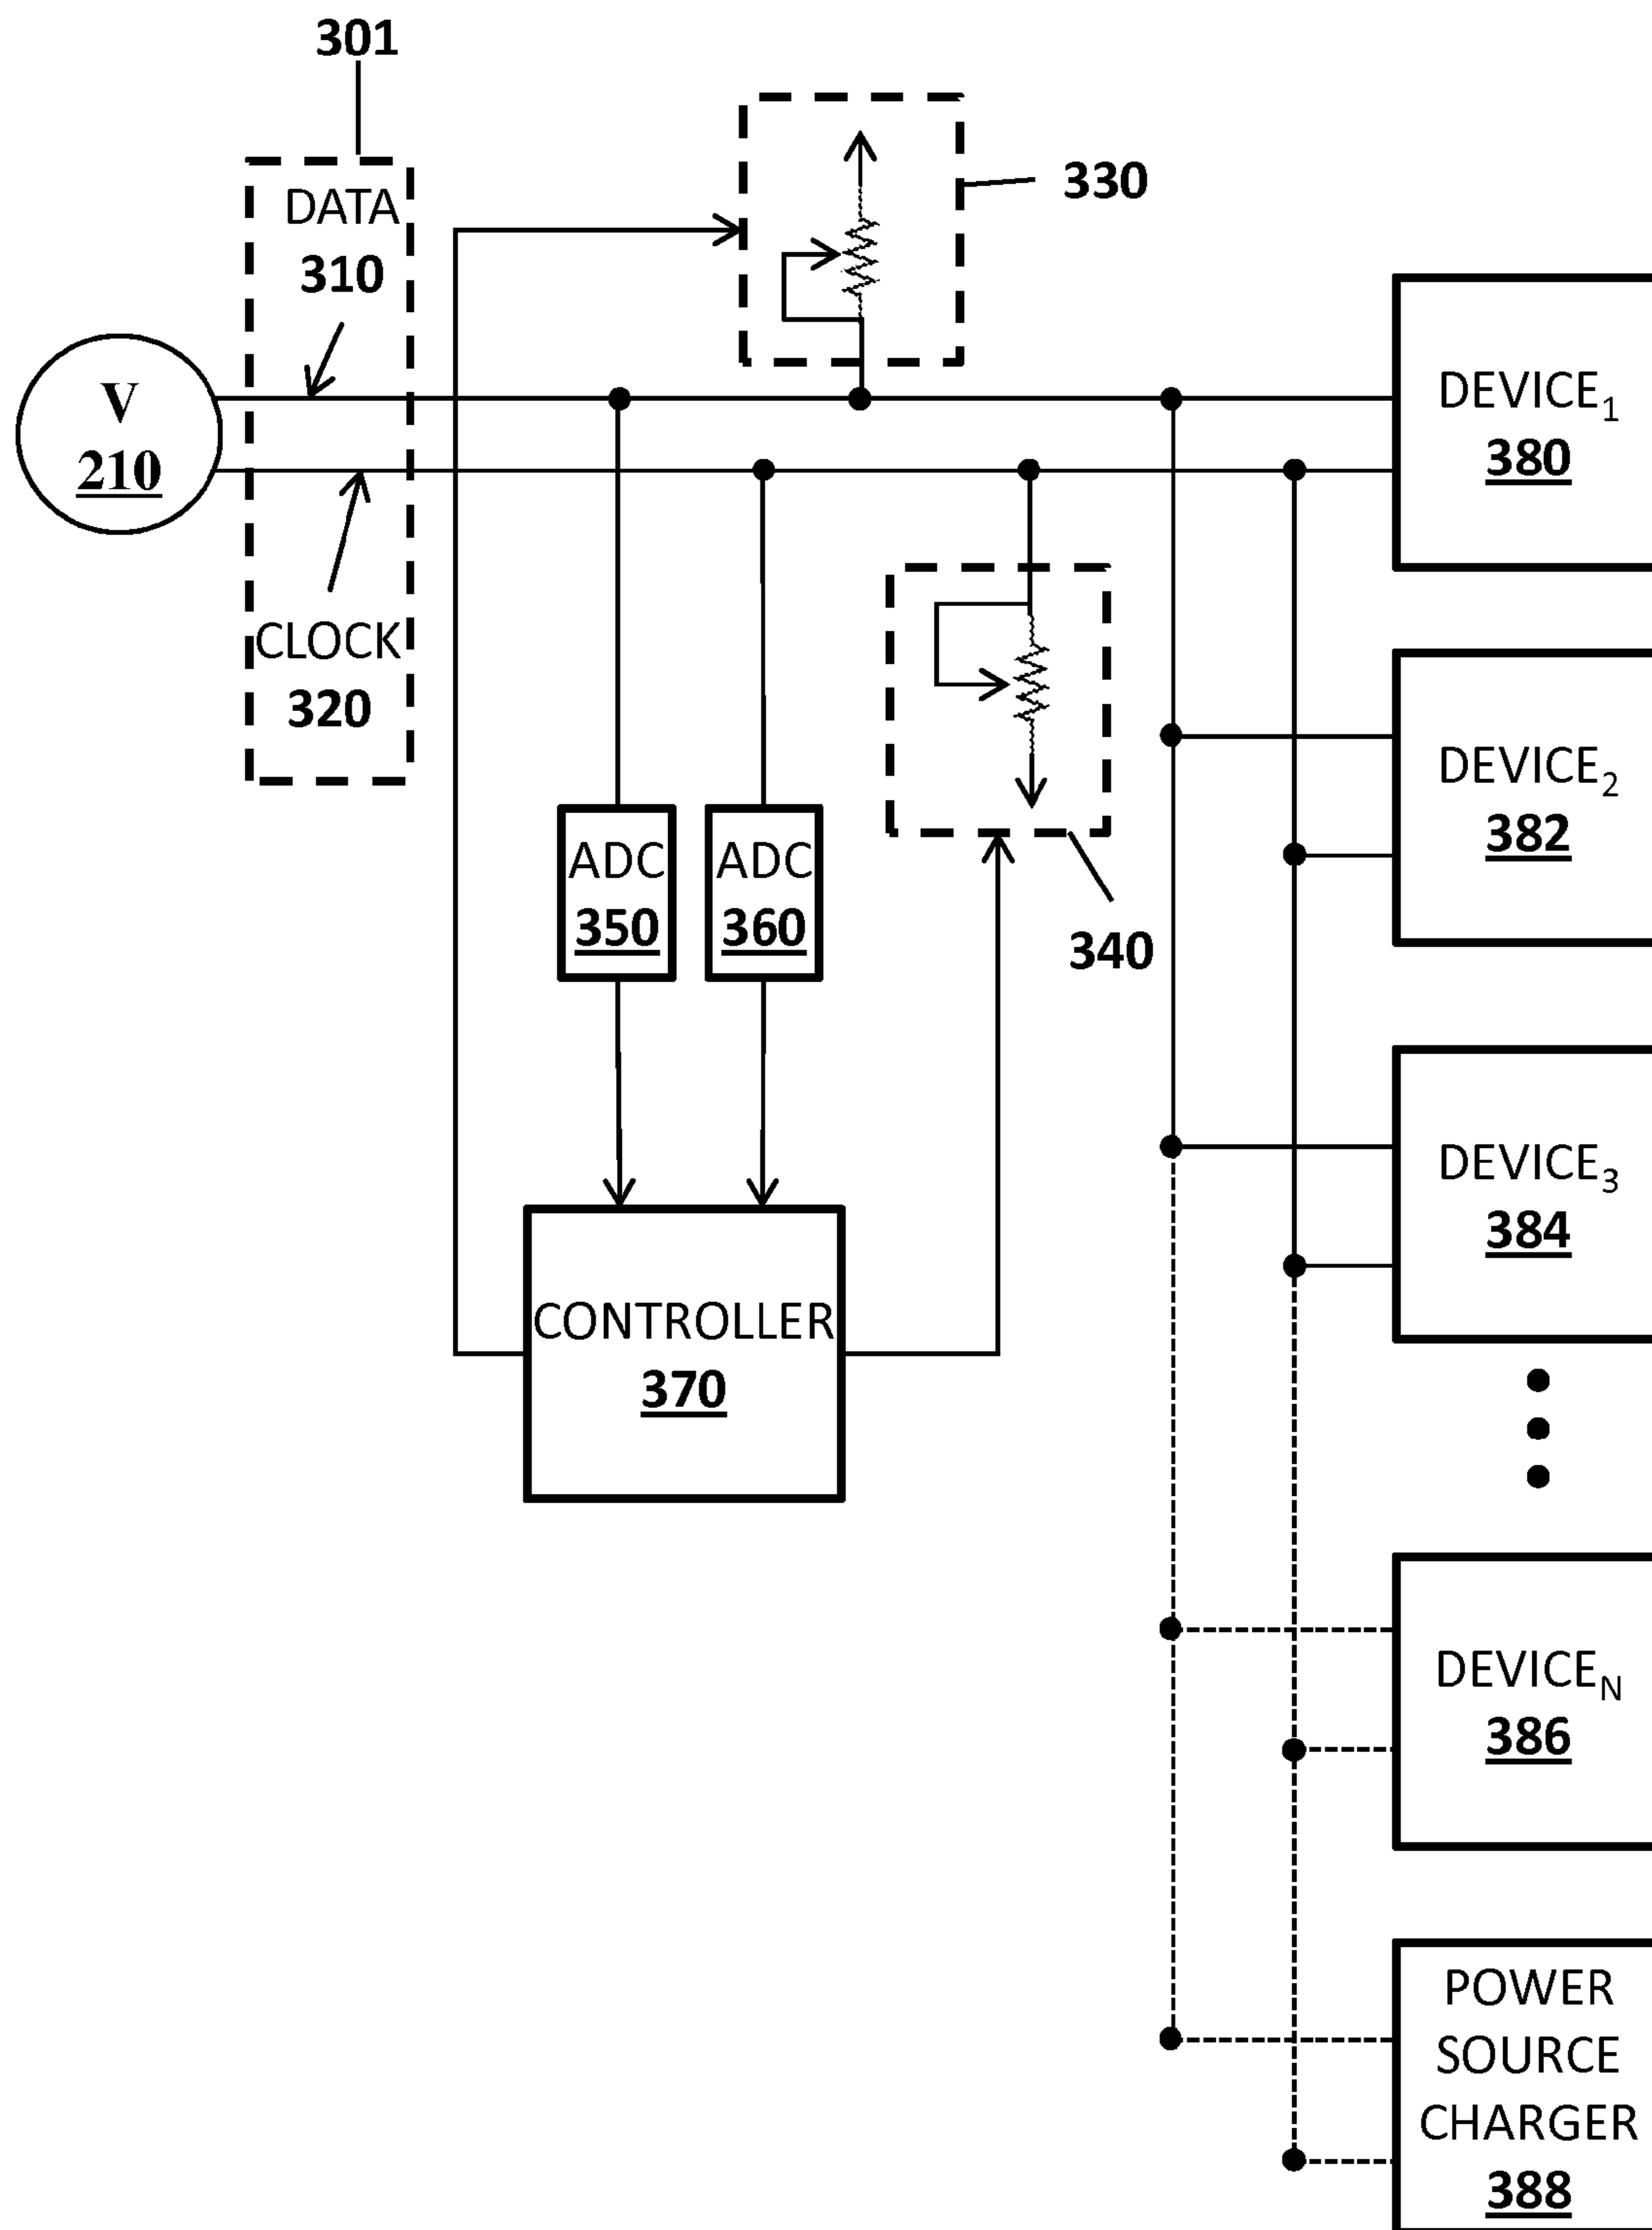 301
DATA
310
330
V
210
DEVICE1
380
CLOCK
320
DEVICE2
382
ADC
350
ADC
360
340
DEVICE3
384
CONTROLLER
370
DEVICEN
386
POWER
SOURCE
CHARGER
388